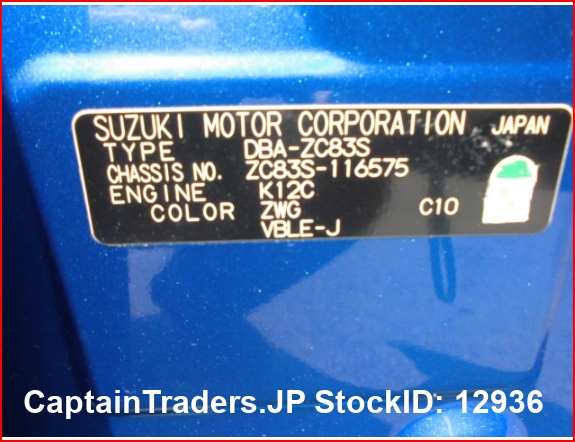 SUZUKI MOTOR CORPORATION JAPAN
TYPE DBA-ZC83S
CHASSIS NO. ZC83S-116575
ENGINE K12C
COLOR ZWG C10
VBLE-J
CaptainTraders.JP StockID: 12936